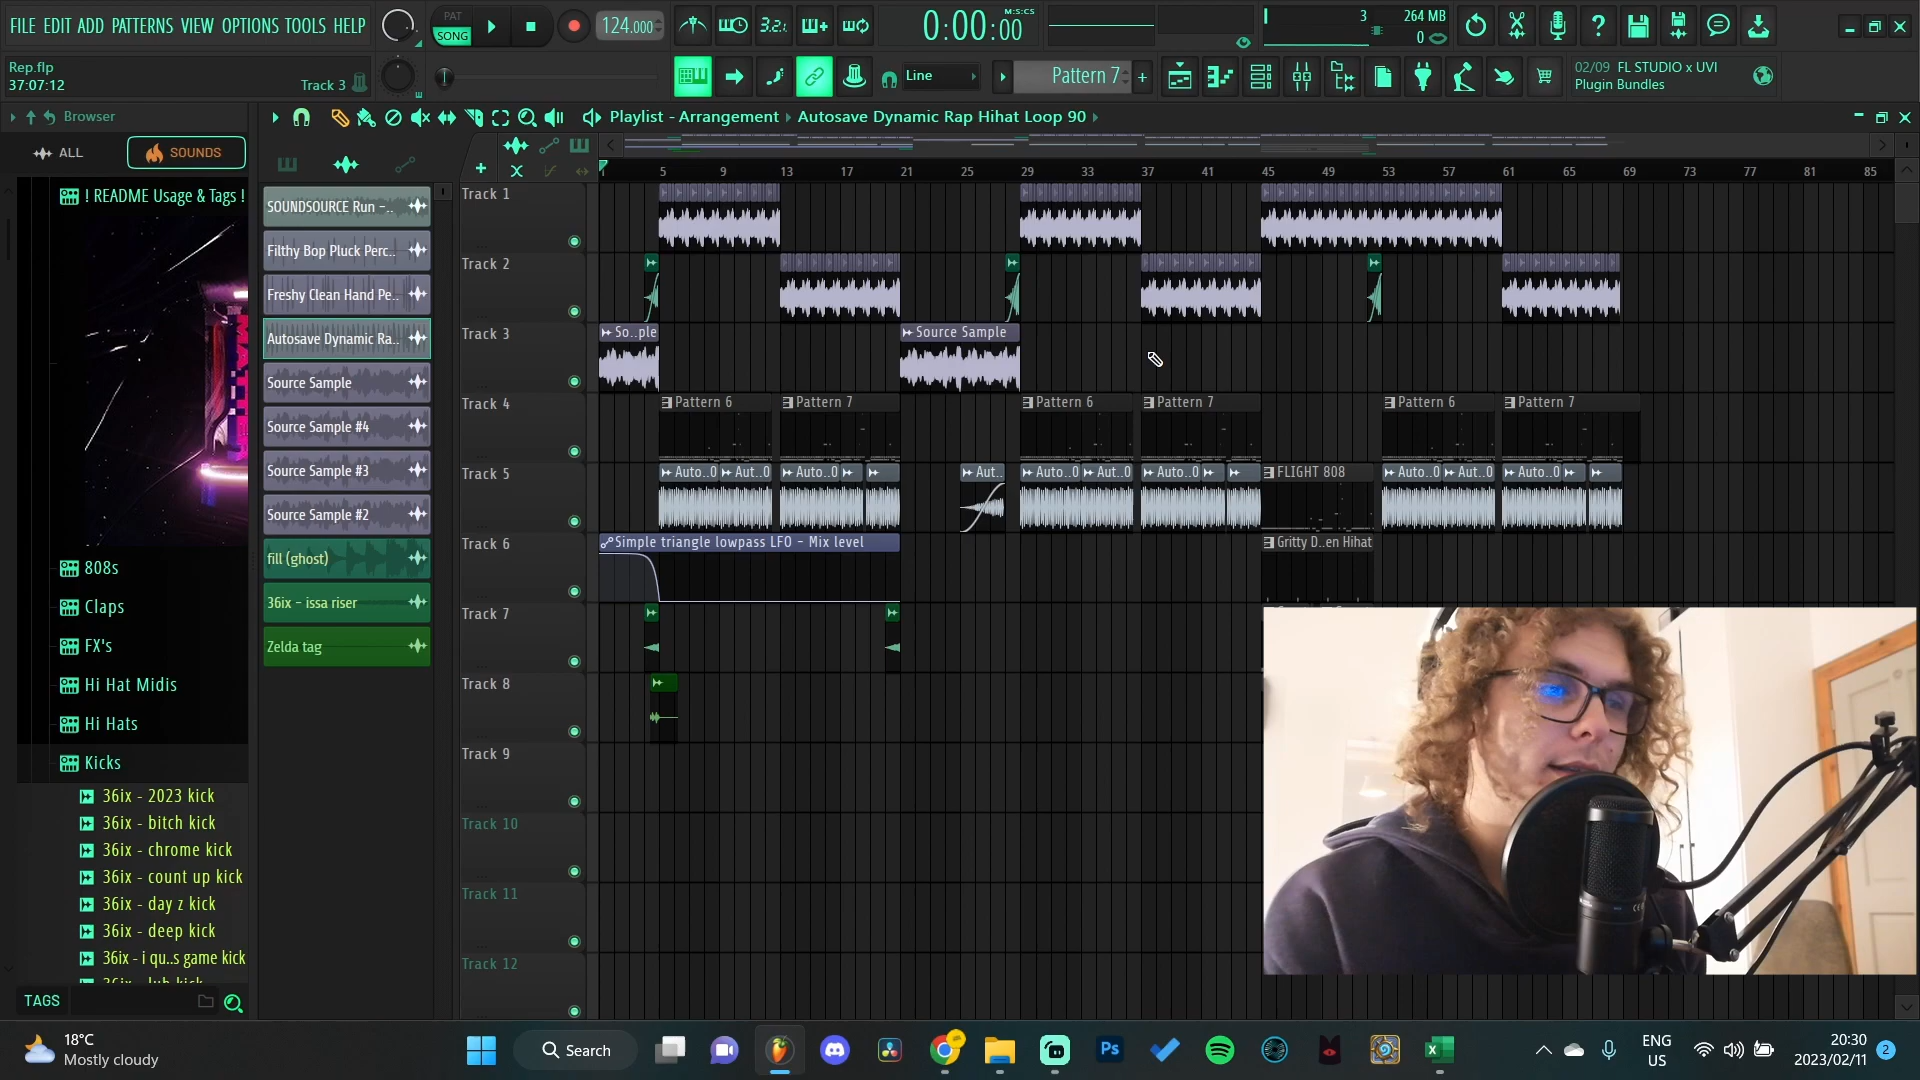 FILE EDIT ADD PATTERNS VIEW OPTIONS TOOLS HELP
PAT
SONG
124.000
3.2.1
0:00:00
M:S:CS
3
264 MB
0
Rep.flp
37:07:12
Track 3
Line
Pattern 7
02/09 FL STUDIO x UVI
Plugin Bundles
Browser
Playlist - Arrangement › Autosave Dynamic Rap Hihat Loop 90
ALL
SOUNDS
! README Usage & Tags !
808s
Claps
FX's
Hi Hat Midis
Hi Hats
Kicks
36ix - 2023 kick
36ix - bitch kick
36ix - chrome kick
36ix - count up kick
36ix - day z kick
36ix - deep kick
36ix - i qu..s game kick
TAGS
SOUNDSOURCE Run -..
Filthy Bop Pluck Perc..
Freshy Clean Hand Pe..
Autosave Dynamic Ra..
Source Sample
Source Sample #4
Source Sample #3
Source Sample #2
fill (ghost)
36ix - issa riser
Zelda tag
5 9 13 17 21 25 29 33 37 41 45 49 53 57 61 65 69 73 77 81 85
Track 1
Track 2
Track 3
So..ple
Source Sample
Track 4
Pattern 6
Pattern 7
Pattern 6
Pattern 7
Pattern 6
Pattern 7
Track 5
Auto..0
Aut..0
Auto..0
Aut..
Auto..0
Aut..0
Auto..0
FLIGHT 808
Auto..0
Aut..0
Auto..0
Track 6
Simple triangle lowpass LFO - Mix level
Gritty D..en Hihat
Track 7
Track 8
Track 9
Track 10
Track 11
Track 12
18°C
Mostly cloudy
Search
Ps
ENG
US
20:30
2023/02/11
2